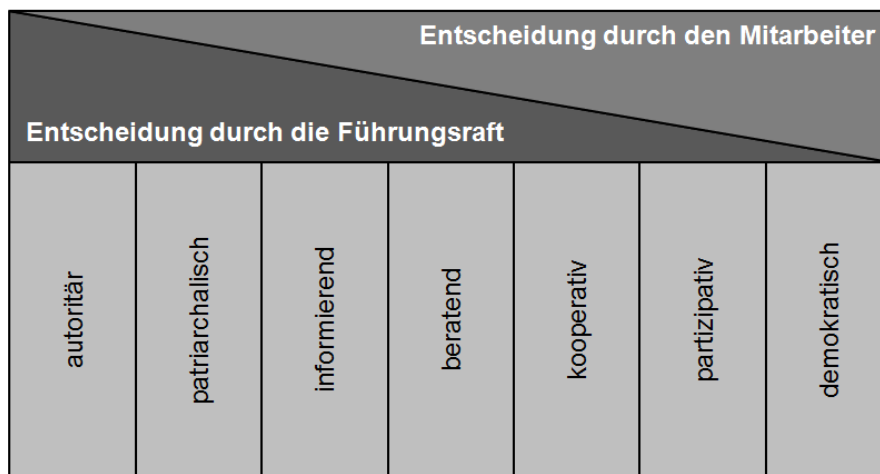 Entscheidung durch den Mitarbeiter
Entscheidung durch die Führungsraft
autoritär
patriarchalisch
informierend
beratend
kooperativ
partizipativ
demokratisch